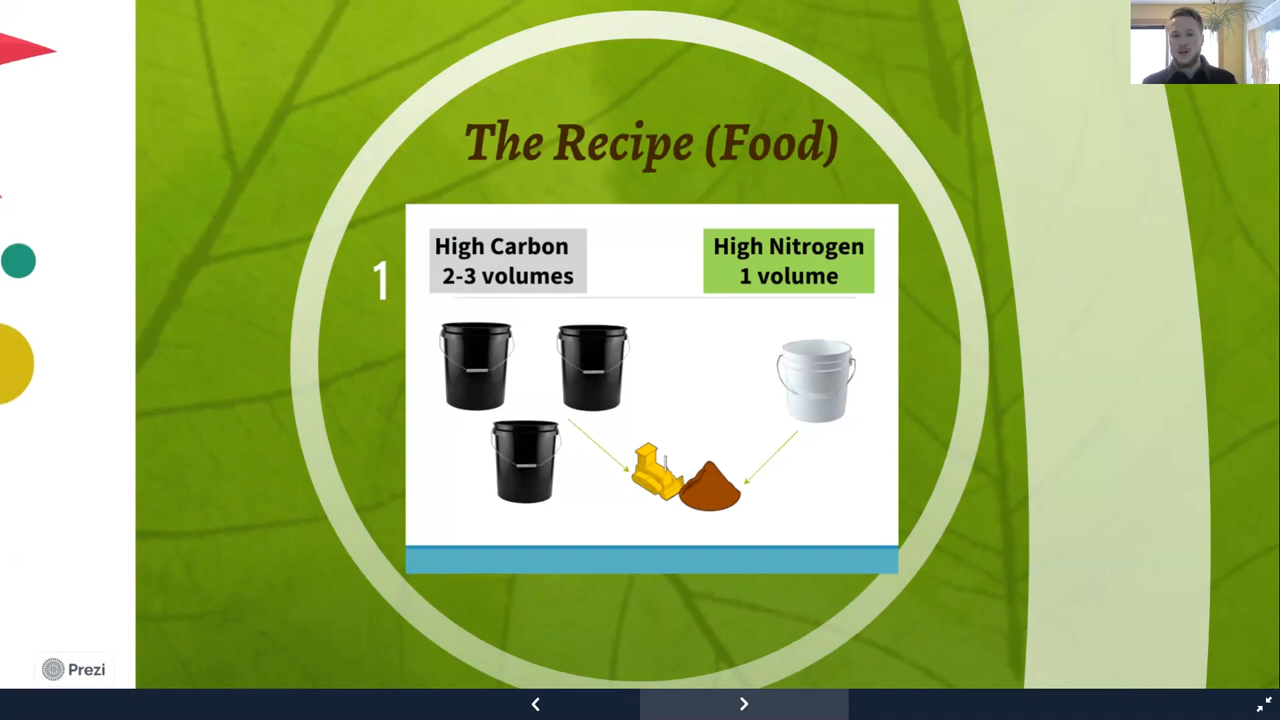 The Recipe (Food)
1
High Carbon
2-3 volumes
High Nitrogen
1 volume
Prezi